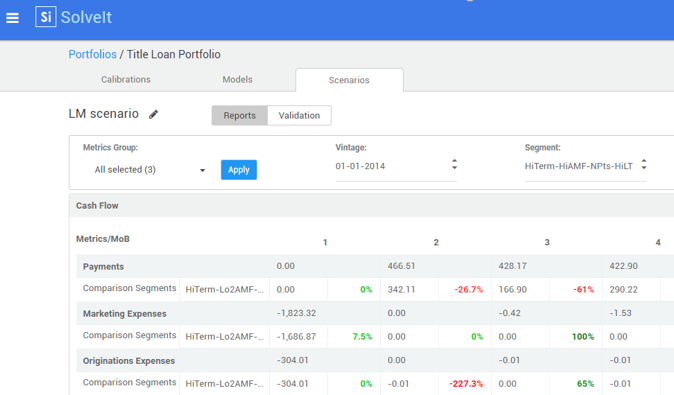 Si SolveIt
Portfolios / Title Loan Portfolio
Calibrations Models Scenarios
LM scenario Reports Validation
Metrics Group: Vintage: Segment:
All selected (3) Apply 01-01-2014 HiTerm-HiAMF-NPts-HiLT
Cash Flow
Metrics/MoB 1 2 3 4
Payments 0.00 466.51 428.17 422.90
Comparison Segments HiTerm-Lo2AMF-... 0.00 0% 342.11 -26.7% 166.90 -61% 290.22
Marketing Expenses -1,823.32 0.00 -0.42 -1.53
Comparison Segments HiTerm-Lo2AMF-... -1,686.87 7.5% 0.00 0% 0.00 100% 0.00
Originations Expenses -304.01 0.00 -0.01 -0.01
Comparison Segments HiTerm-Lo2AMF-... -304.01 0% -0.01 -227.3% 0.00 65% -0.01